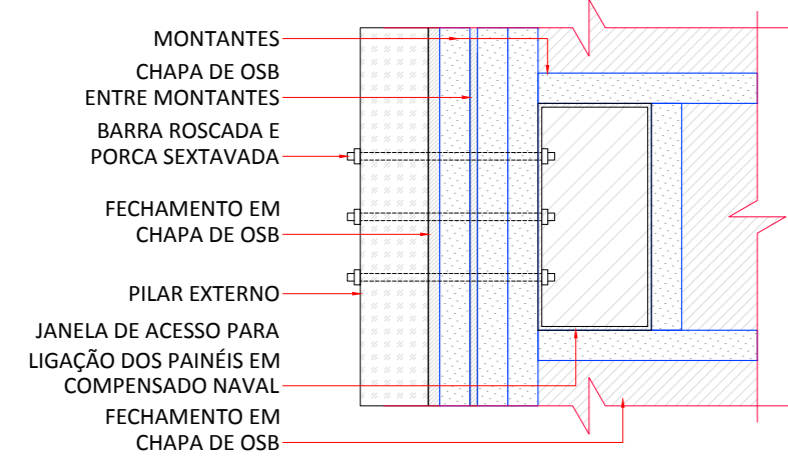 MONTANTES
CHAPA DE OSB
ENTRE MONTANTES
BARRA ROSCADA E
PORCA SEXTAVADA
FECHAMENTO EM
CHAPA DE OSB
PILAR EXTERNO
JANELA DE ACESSO PARA
LIGAÇÃO DOS PAINÉIS EM
COMPENSADO NAVAL
FECHAMENTO EM
CHAPA DE OSB